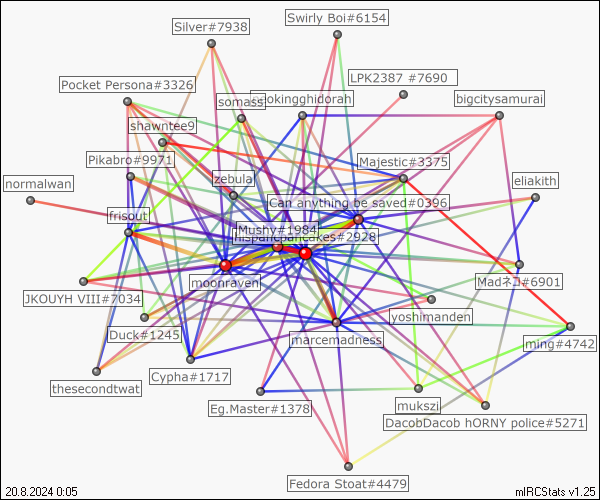 Silver#7938
Swirly Boi#6154
LPK2387 #7690
Pocket Persona#3326
somass
pookingghidorah
bigcitysamurai
shawntee9
Pikabro#9971
Majestic#3375
normalwan
zebulal
eliakith
Can anything be saved#0396
frisout
Mushy#1984
hispanicpancakes#2928
moonraven
Madネコ#6901
JKOUYH VIII#7034
yoshimanden
Duck#1245
marcemadness
ming#4742
Cypha#1717
thesecondtwat
Eg.Master#1378
mukszi
DacobDacob hORNY police#5271
Fedora Stoat#4479
20.8.2024 0:05
mIRCStats v1.25